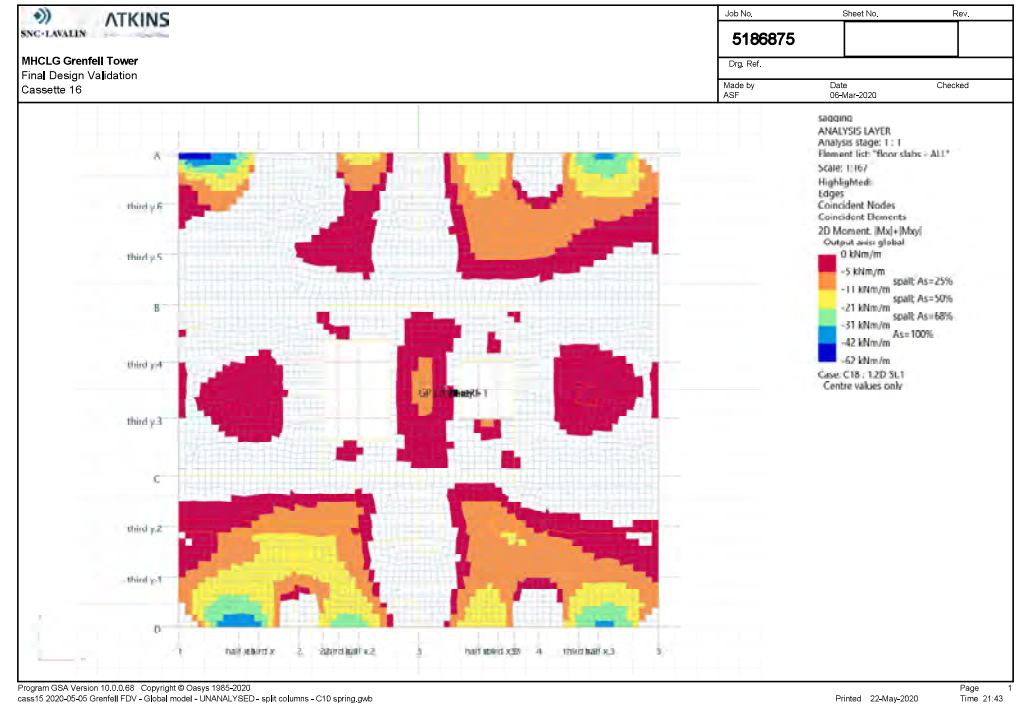 SNC·LAVALIN ATKINS
MHCLG Grenfell Tower
Final Design Validation
Cassette 16
Job No. Sheet No. Rev.
5186875
Drg. Ref.
Made by Date Checked
ASF 06-Mar-2020
sagging
ANALYSIS LAYER
Analysis stage: 1 : 1
Element list: "floor slabs - ALL"
Scale: 1:167
Highlighted:
Edges
Coincident Nodes
Coincident Elements
2D Moment, |Mx|+|Mxy|
Output axis: global
0 kNm/m
-5 kNm/m
spall; As=25%
-11 kNm/m
spall; As=50%
-21 kNm/m
spall; As=68%
-31 kNm/m
As=100%
-42 kNm/m
-62 kNm/m
Case: C18 : 1.2D SL1
Centre values only
A
third y.6
third y.5
B
third y.4
third y.3
C
third y.2
third y.1
D
1 half x 2 half x.2 3 4 third half x.3 5
Program GSA Version 10.0.0.68 Copyright © Oasys 1985-2020
cass15 2020-05-05 Grenfell FDV - Global model - UNANALYSED - split columns - C10 spring.gwb
Page 1
Printed 22-May-2020 Time 21:43